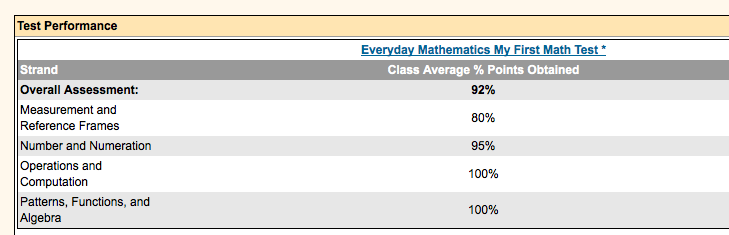 Test Performance
Everyday Mathematics My First Math Test *
Strand Class Average % Points Obtained
Overall Assessment: 92%
Measurement and
Reference Frames 80%
Number and Numeration 95%
Operations and
Computation 100%
Patterns, Functions, and
Algebra 100%